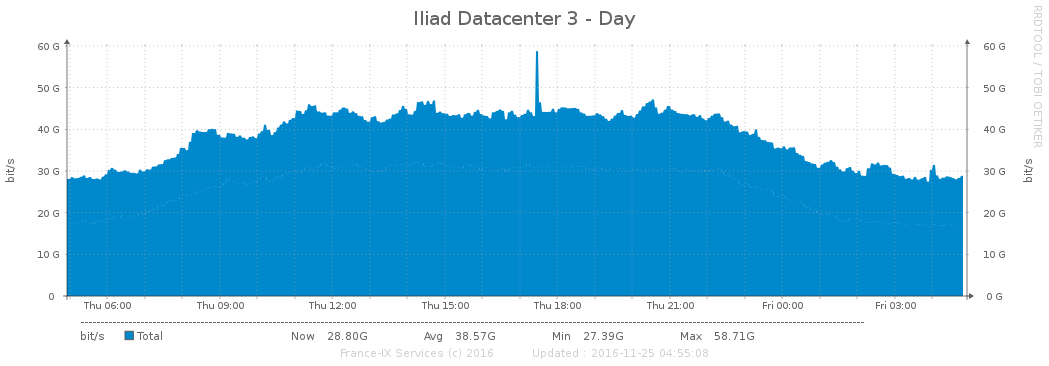 Iliad Datacenter 3 - Day
RRDTOOL / TOBI OETIKER
bit/s
60 G 60 G
50 G 50 G
40 G 40 G
30 G 30 G
20 G 20 G
10 G 10 G
0 0 G
bit/s
Thu 06:00 Thu 09:00 Thu 12:00 Thu 15:00 Thu 18:00 Thu 21:00 Fri 00:00 Fri 03:00
bit/s Total Now 28.80G Avg 38.57G Min 27.39G Max 58.71G
France-IX Services (c) 2016 Updated : 2016-11-25 04:55:08